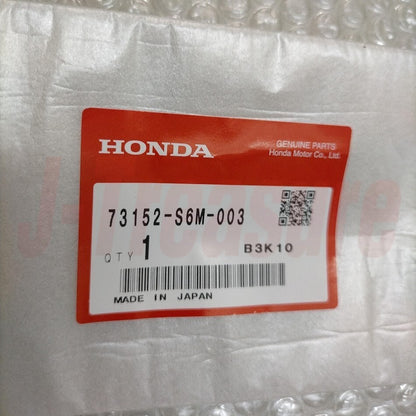 HONDA
GENUINE PARTS
Honda Motor Co., Ltd.
73152-S6M-003
QTY 1
B3K10
MADE IN JAPAN